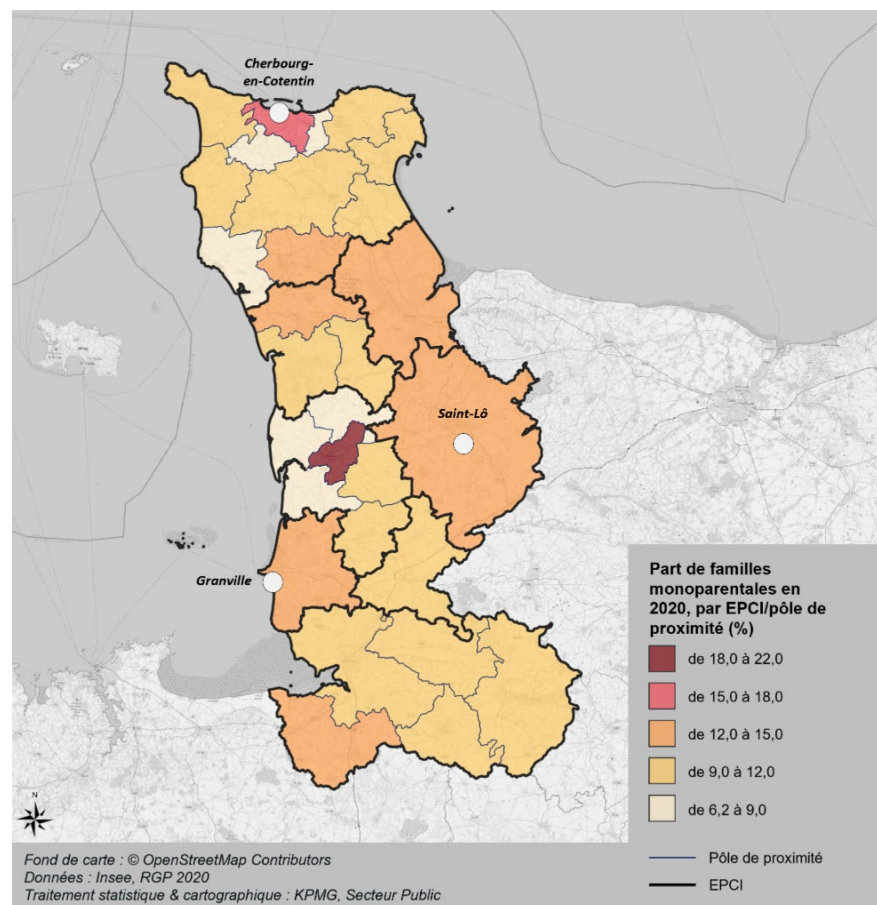 Cherbourg-
en-Cotentin
Saint-Lô
Granville
Part de familles
monoparentales en
2020, par EPCI/pôle de
proximité (%)
de 18,0 à 22,0
de 15,0 à 18,0
de 12,0 à 15,0
de 9,0 à 12,0
de 6,2 à 9,0
Pôle de proximité
EPCI
N
Fond de carte : © OpenStreetMap Contributors
Données : Insee, RGP 2020
Traitement statistique & cartographique : KPMG, Secteur Public